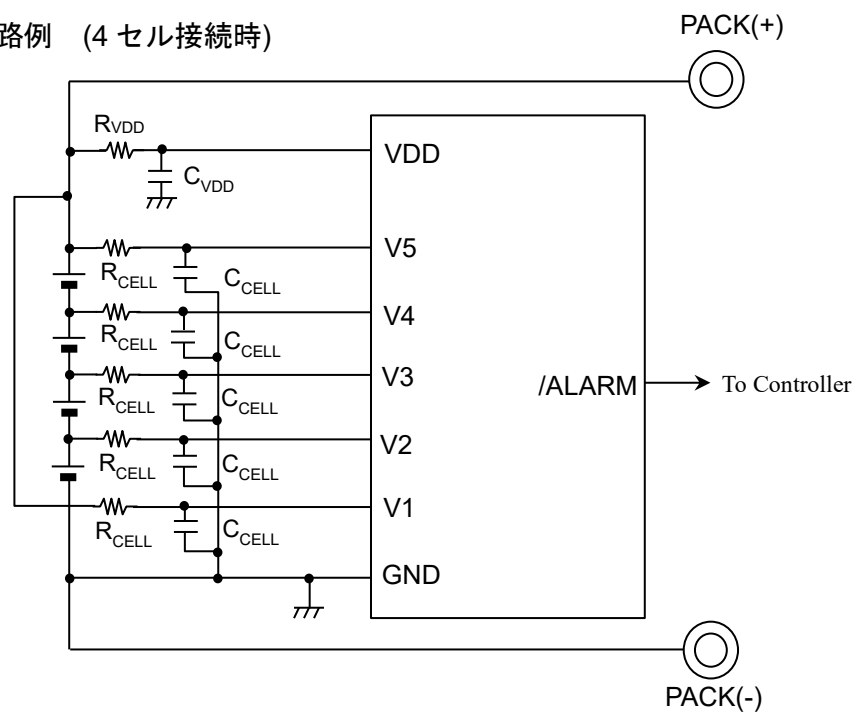 路例 (4 セル接続時)
PACK(+)
RVDD
VDD
CVDD
V5
RCELL
CCELL
V4
RCELL
CCELL
V3
/ALARM
To Controller
RCELL
CCELL
V2
RCELL
CCELL
V1
RCELL
CCELL
GND
PACK(-)